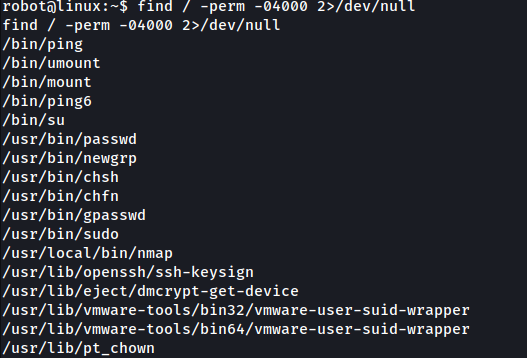 robot@linux:~$ find / -perm -04000 2>/dev/null
find / -perm -04000 2>/dev/null
/bin/ping
/bin/umount
/bin/mount
/bin/ping6
/bin/su
/usr/bin/passwd
/usr/bin/newgrp
/usr/bin/chsh
/usr/bin/chfn
/usr/bin/gpasswd
/usr/bin/sudo
/usr/local/bin/nmap
/usr/lib/openssh/ssh-keysign
/usr/lib/eject/dmcrypt-get-device
/usr/lib/vmware-tools/bin32/vmware-user-suid-wrapper
/usr/lib/vmware-tools/bin64/vmware-user-suid-wrapper
/usr/lib/pt_chown